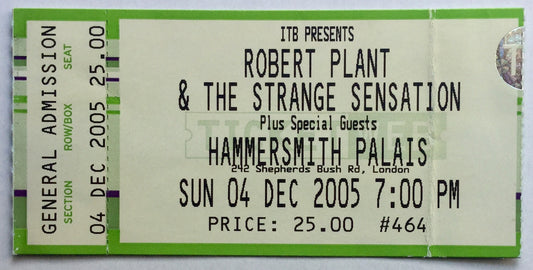 GENERAL ADMISSION
SECTION ROW/BOX SEAT
04 DEC 2005 25.00
ITB PRESENTS
ROBERT PLANT
& THE STRANGE SENSATION
Plus Special Guests
HAMMERSMITH PALAIS
242 Shepherds Bush Rd, London
SUN 04 DEC 2005 7:00 PM
PRICE: 25.00 #464